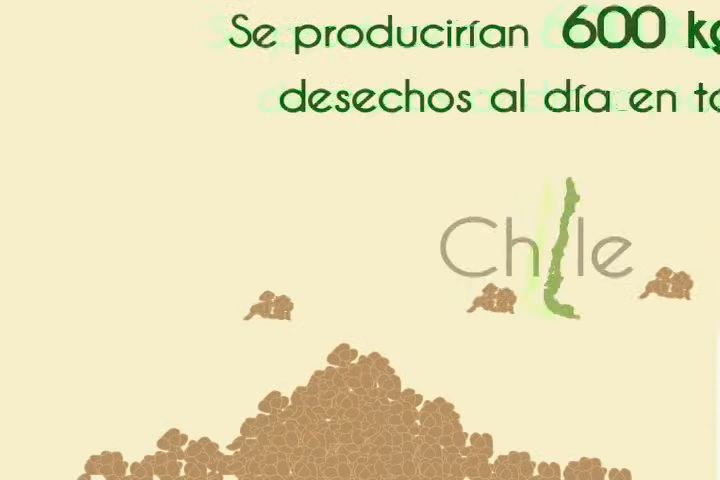 Se producirían 600 kg
desechos al día en
Chile